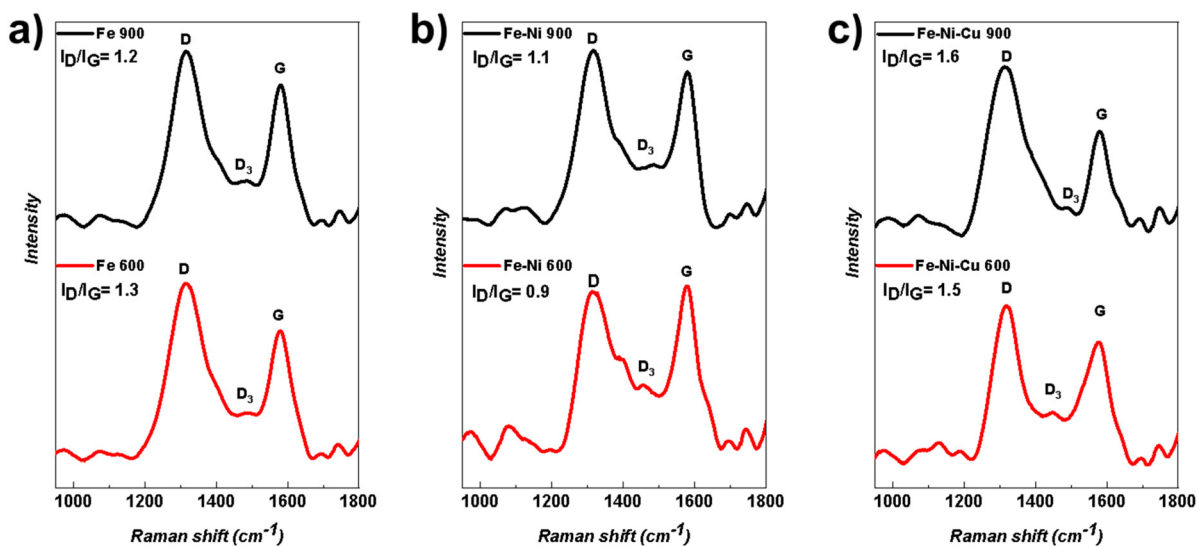 a)
Fe 900
I_D/I_G= 1.2
D
G
D₃
Fe 600
I_D/I_G= 1.3
D
G
D₃
Intensity
1000 1200 1400 1600 1800
Raman shift (cm⁻¹)
b)
Fe-Ni 900
I_D/I_G= 1.1
D
G
D₃
Fe-Ni 600
I_D/I_G= 0.9
D
G
D₃
Intensity
1000 1200 1400 1600 1800
Raman shift (cm⁻¹)
c)
Fe-Ni-Cu 900
I_D/I_G= 1.6
D
G
D₃
Fe-Ni-Cu 600
I_D/I_G= 1.5
D
G
D₃
Intensity
1000 1200 1400 1600 1800
Raman shift (cm⁻¹)